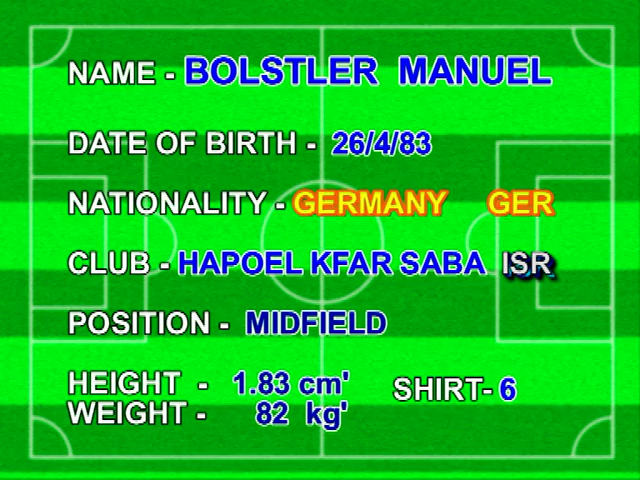 NAME - BOLSTLER MANUEL
DATE OF BIRTH - 26/4/83
NATIONALITY - GERMANY GER
CLUB - HAPOEL KFAR SABA ISR
POSITION - MIDFIELD
HEIGHT - 1.83 cm' SHIRT- 6
WEIGHT - 82 kg'